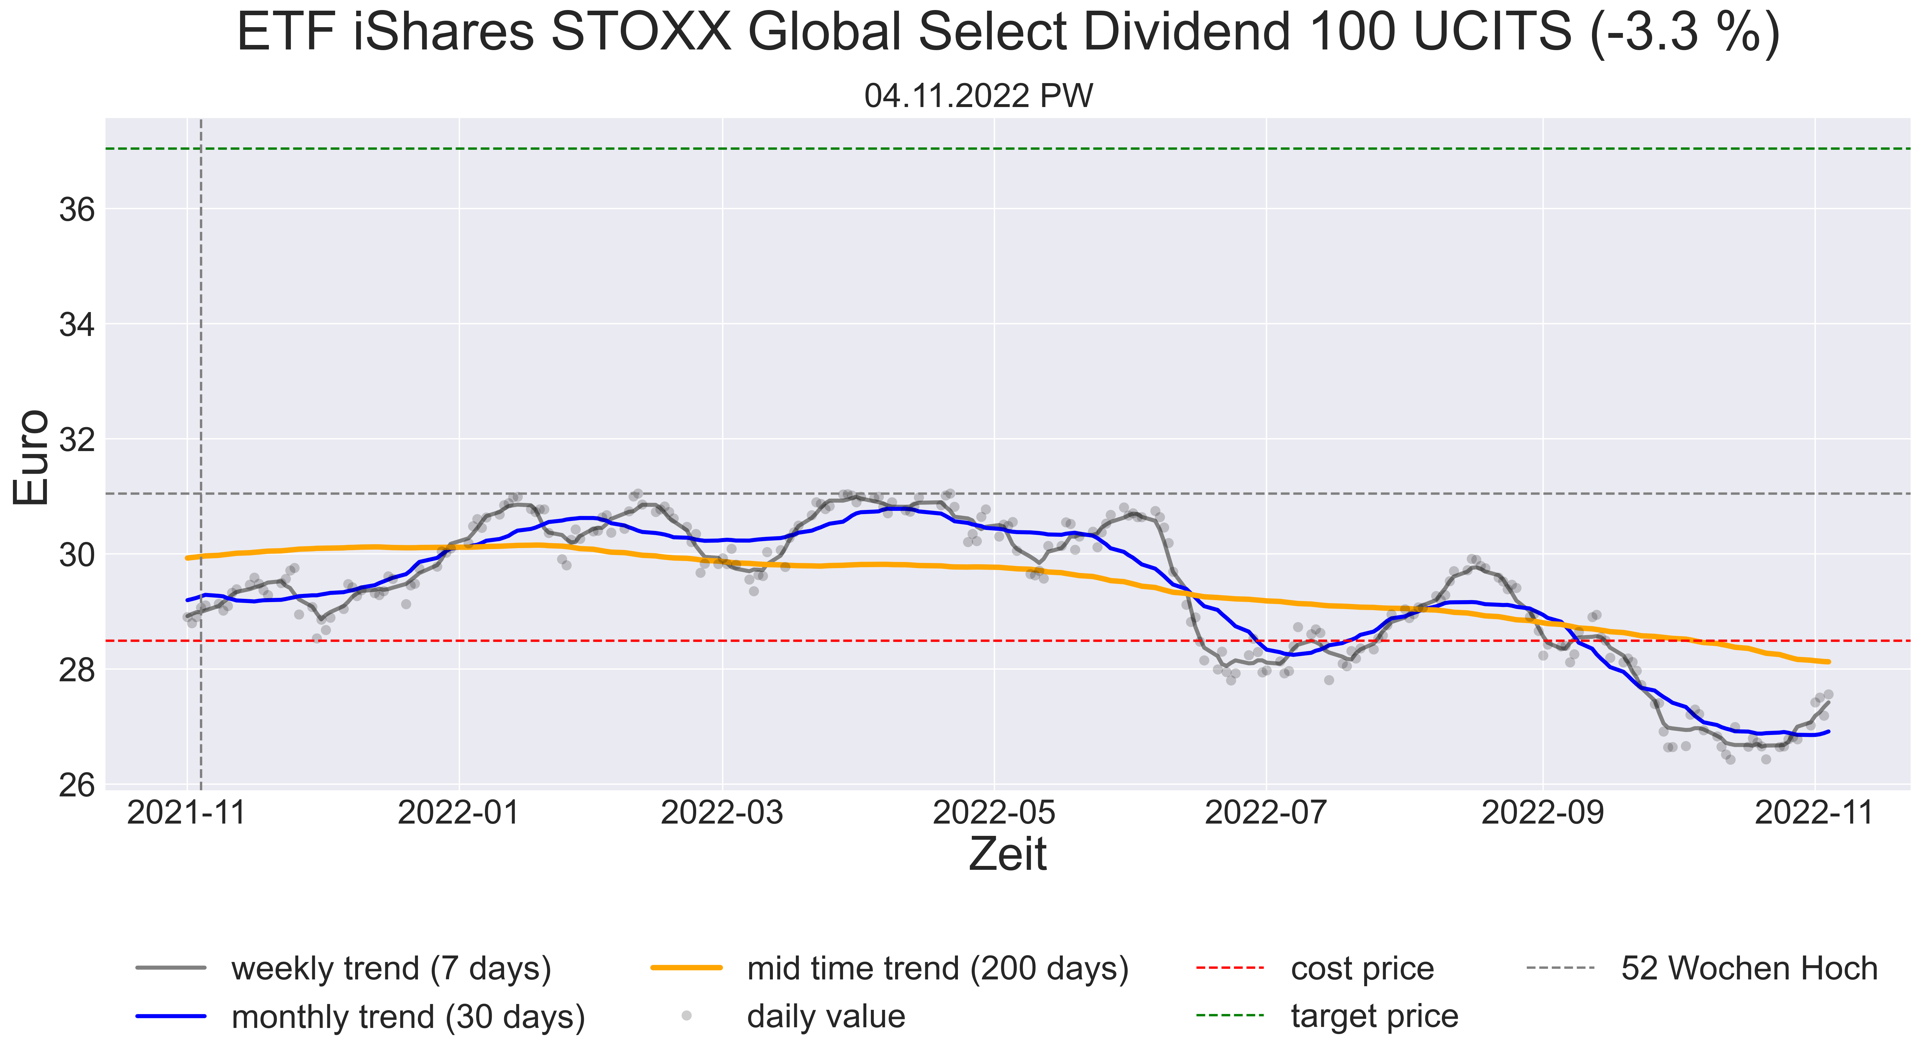 ETF iShares STOXX Global Select Dividend 100 UCITS (-3.3 %)
04.11.2022 PW
Euro
36
34
32
30
28
26
2021-11 2022-01 2022-03 2022-05 2022-07 2022-09 2022-11
Zeit
weekly trend (7 days) mid time trend (200 days) cost price 52 Wochen Hoch
monthly trend (30 days) daily value target price